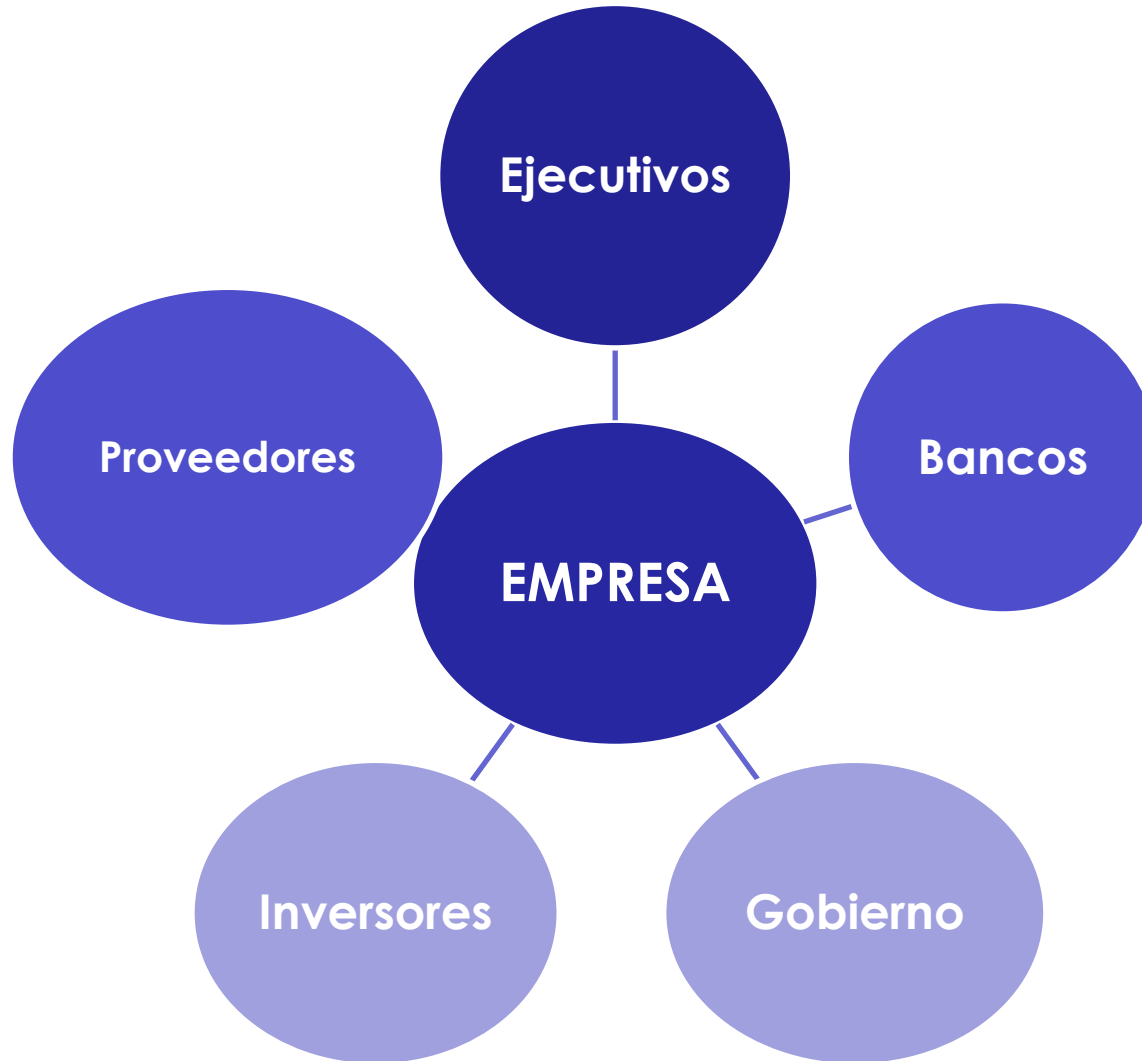 Ejecutivos
Proveedores
Bancos
EMPRESA
Inversores
Gobierno